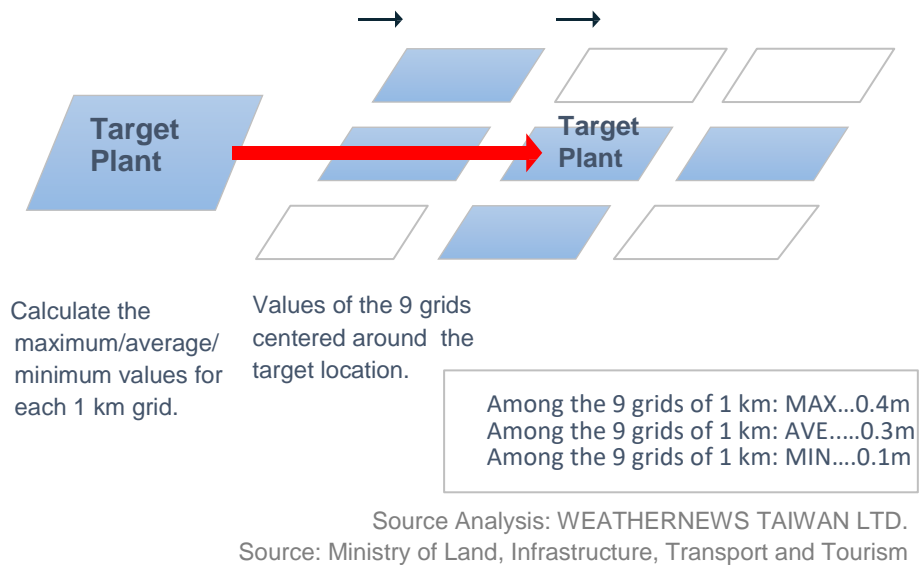 Target
Plant
Target
Plant
Calculate the
maximum/average/
minimum values for
each 1 km grid.
Values of the 9 grids
centered around  the
target location.
Among the 9 grids of 1 km: MAX…0.4m
Among the 9 grids of 1 km: AVE…..0.3m
Among the 9 grids of 1 km: MIN….0.1m
Source Analysis: WEATHERNEWS TAIWAN LTD.
Source: Ministry of Land, Infrastructure, Transport and Tourism